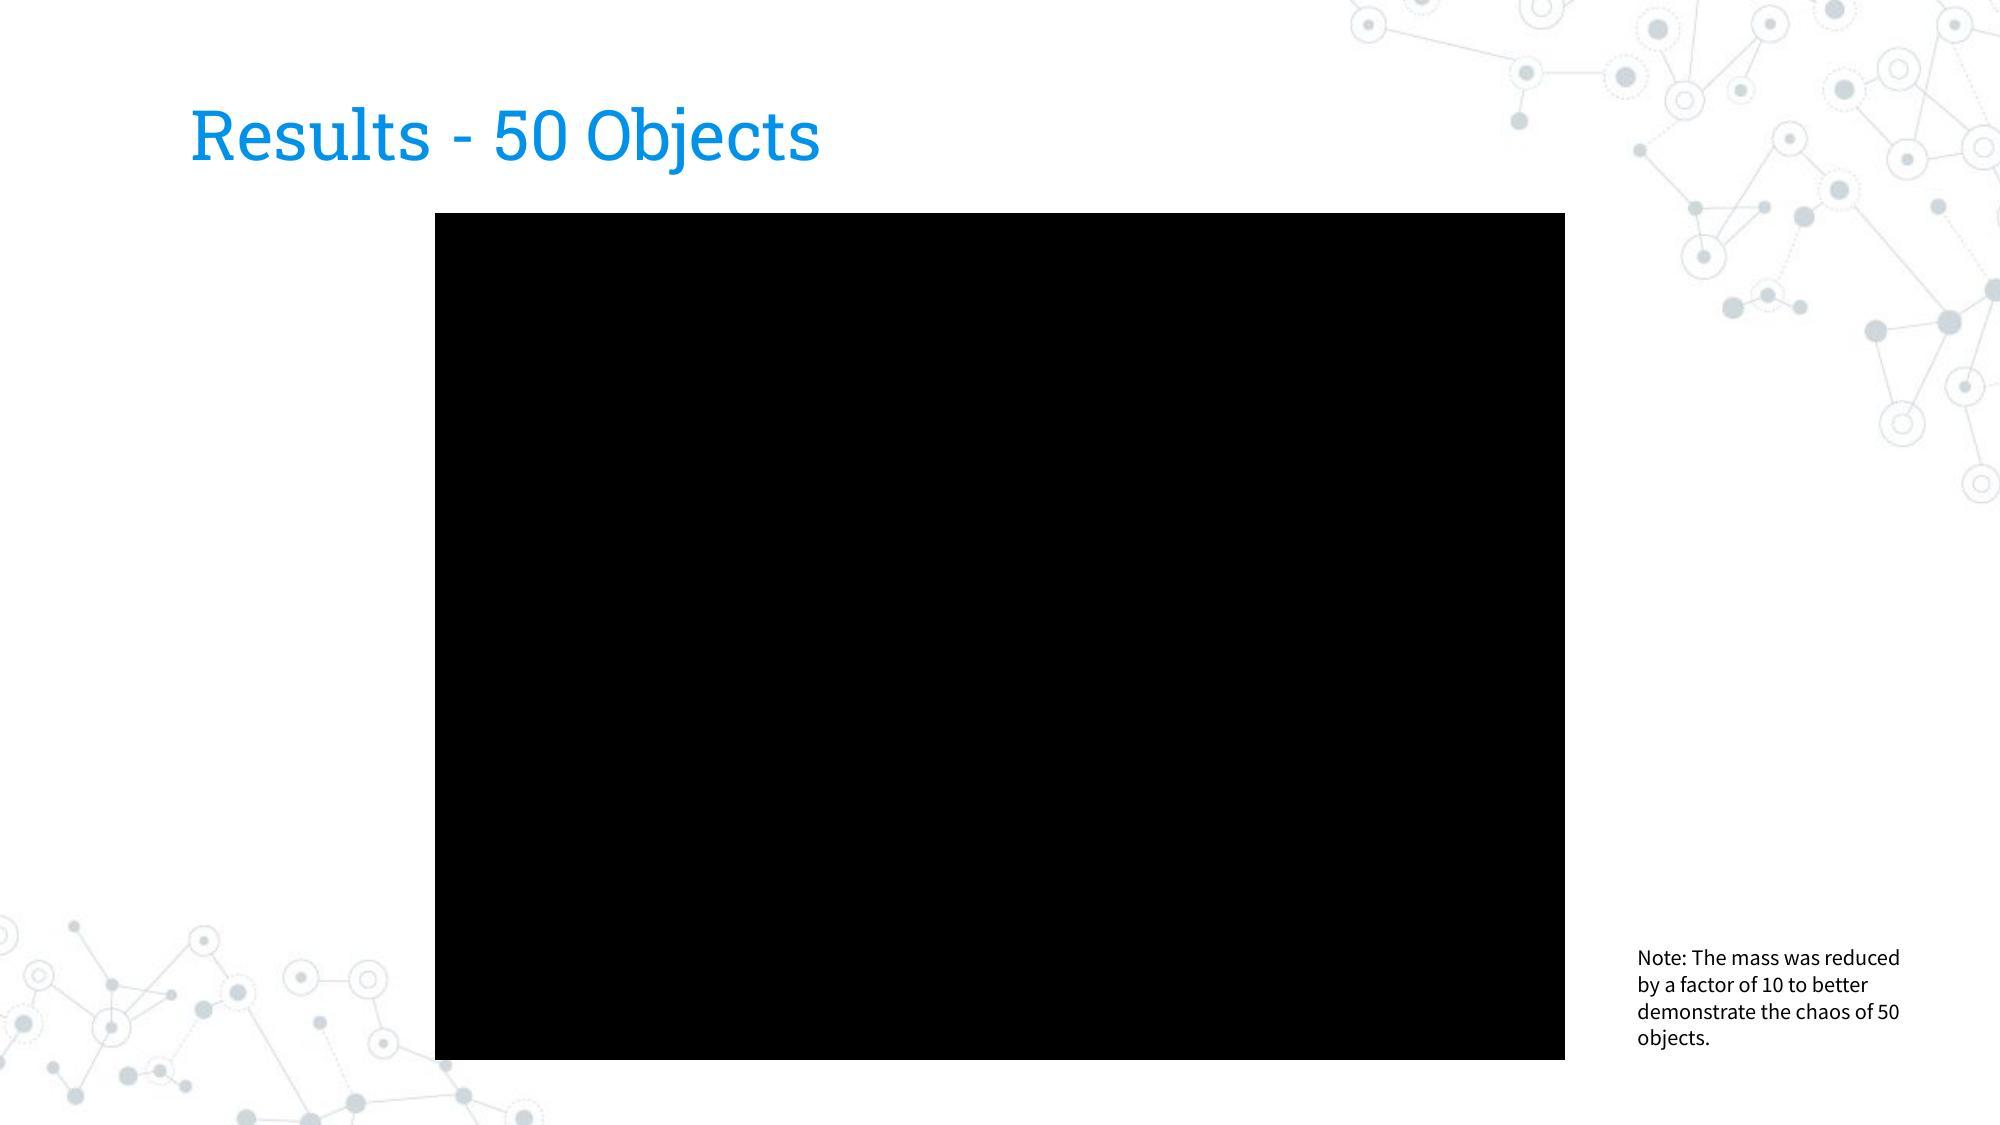 Results - 50 Objects
Note: The mass was reduced
by a factor of 10 to better
demonstrate the chaos of 50
objects.